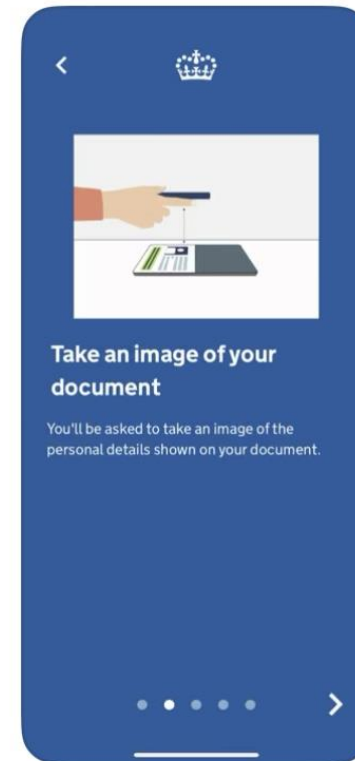 Take an image of your
document
You'll be asked to take an image of the
personal details shown on your document.